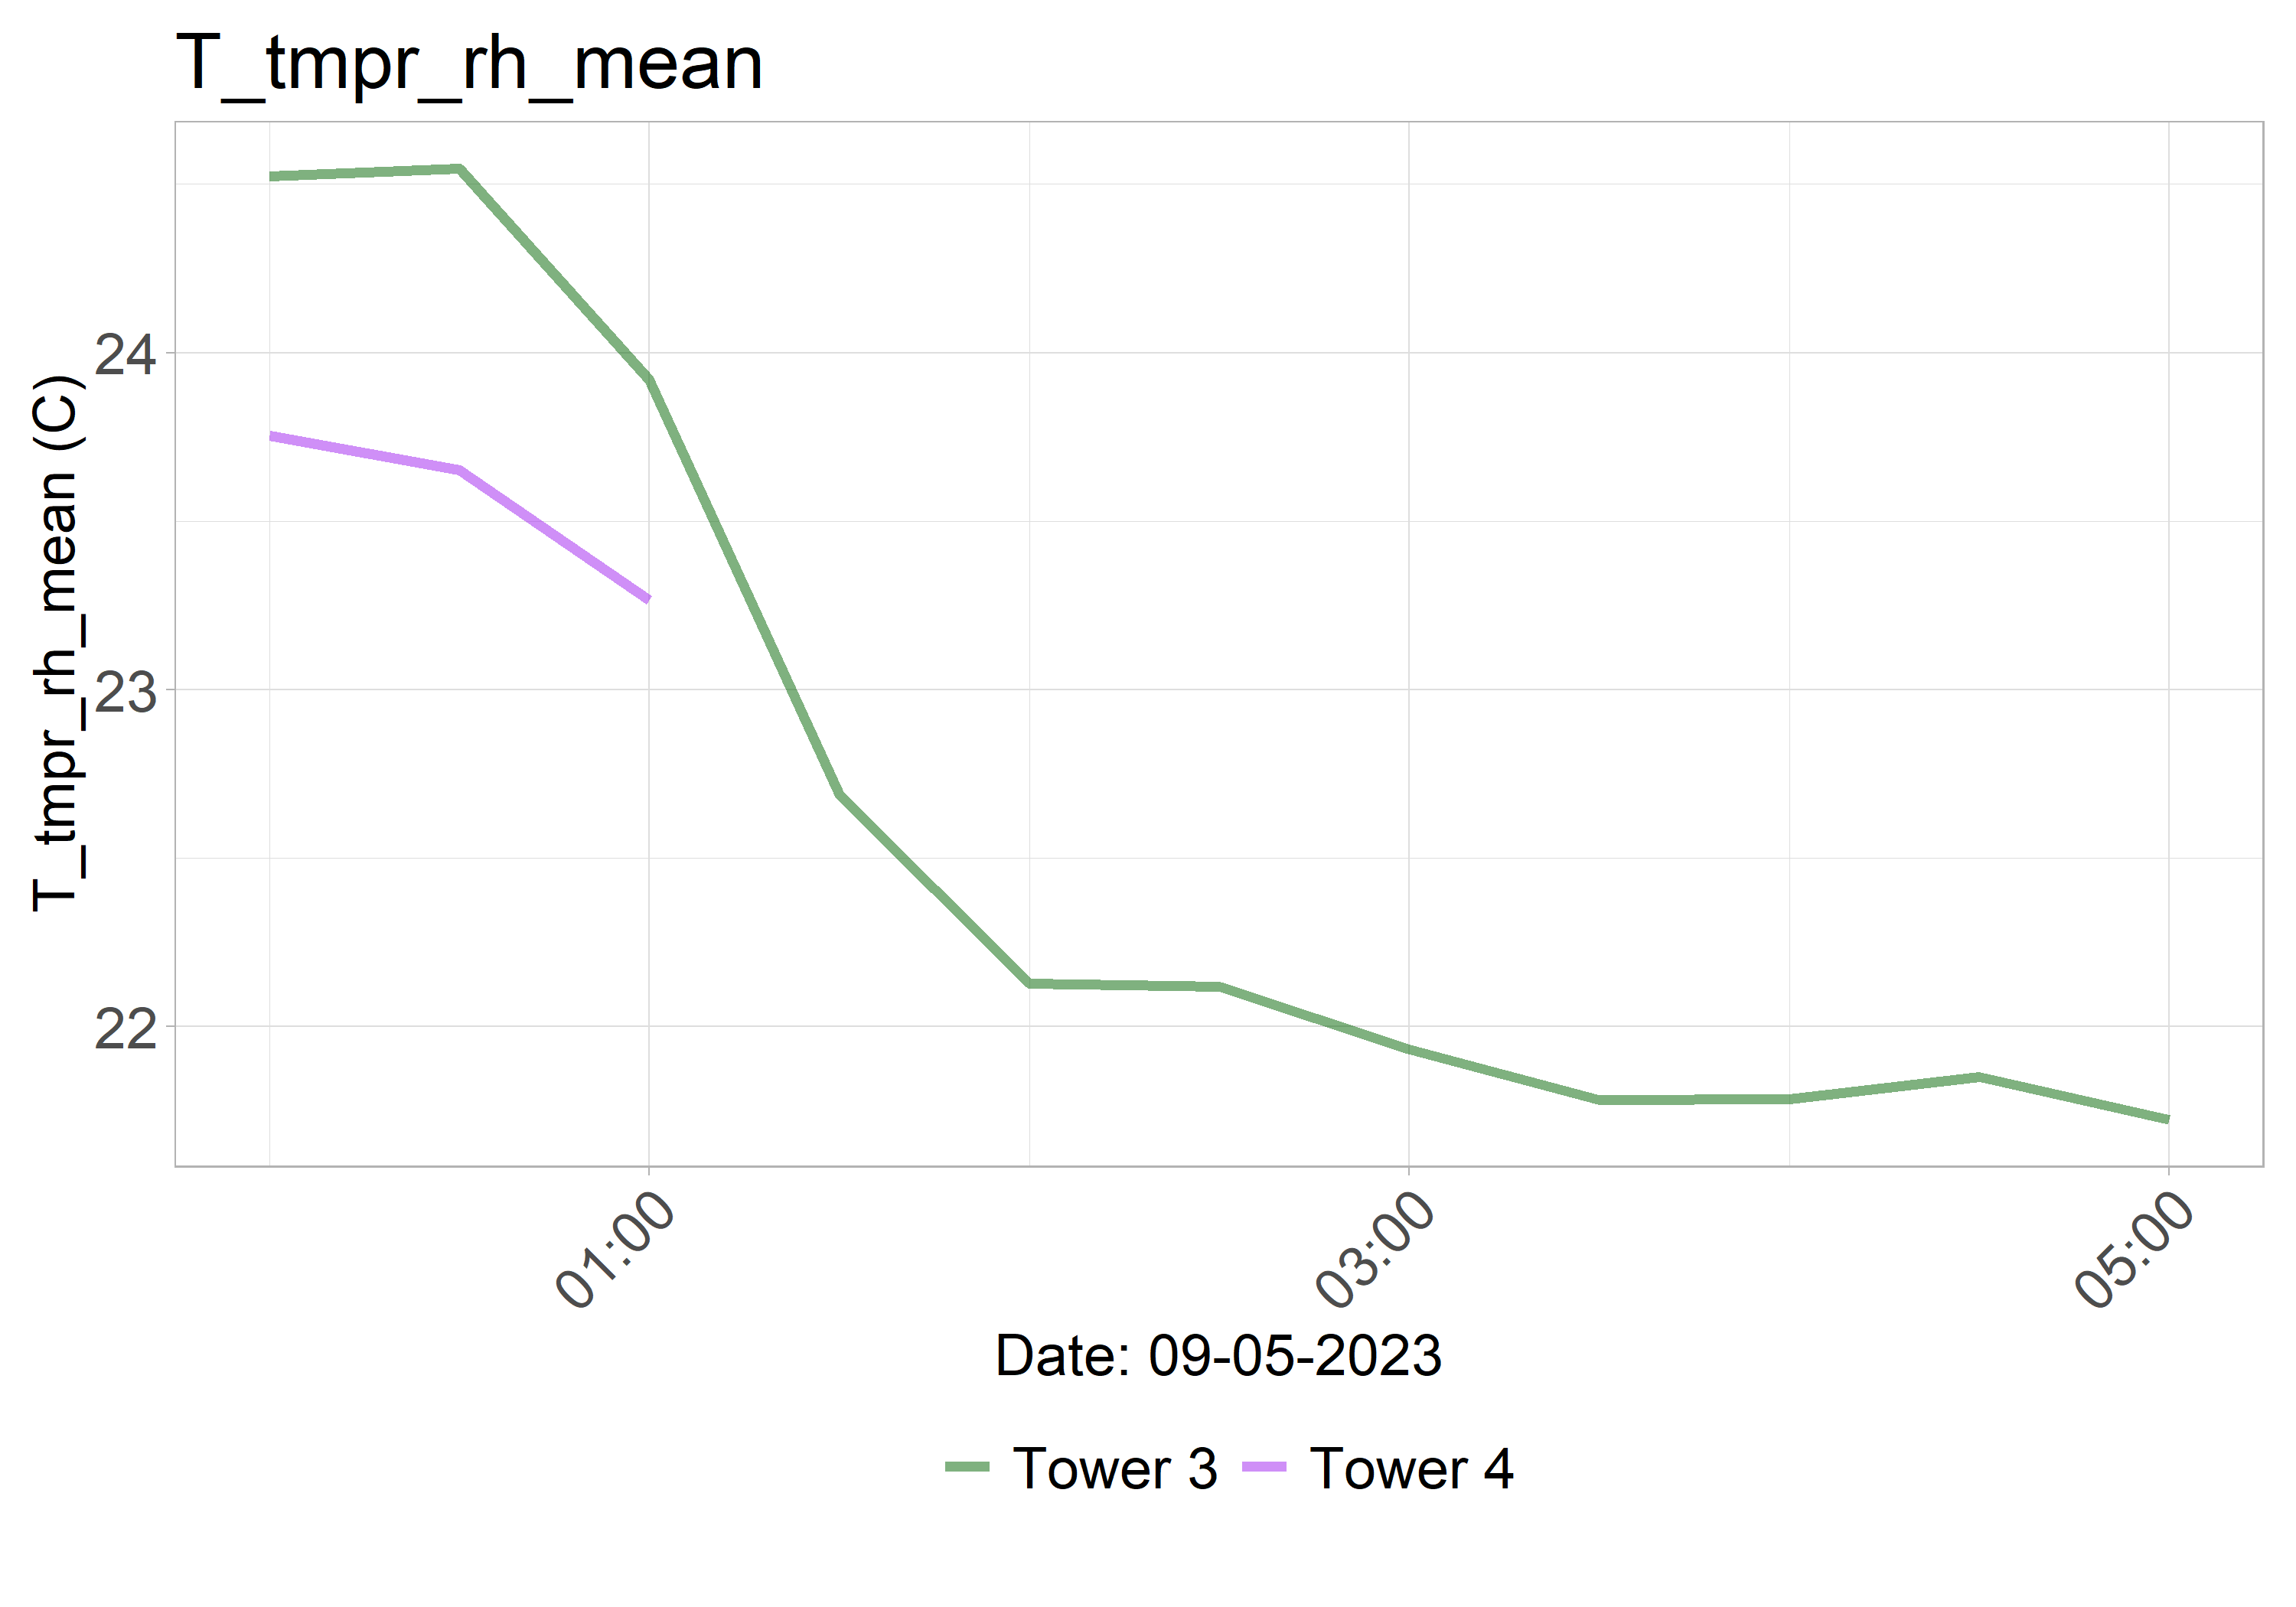 T_tmpr_rh_mean
T_tmpr_rh_mean (C)
24
23
22
01:00
03:00
05:00
Date: 09-05-2023
Tower 3
Tower 4